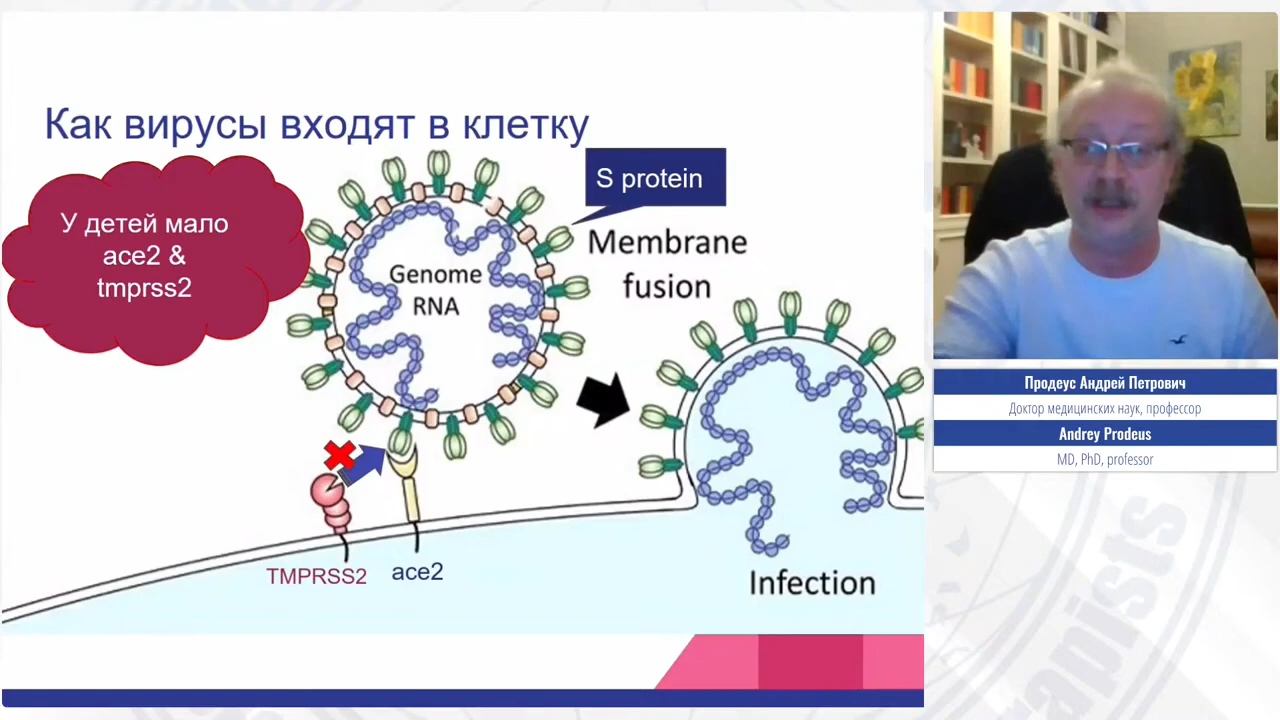 Как вирусы входят в клетку
У детей мало
ace2 &
tmprss2
S protein
Genome
RNA
Membrane
fusion
TMPRSS2
ace2
Infection
Продеус Андрей Петрович
Доктор медицинских наук, профессор
Andrey Prodeus
MD, PhD, professor
rapists